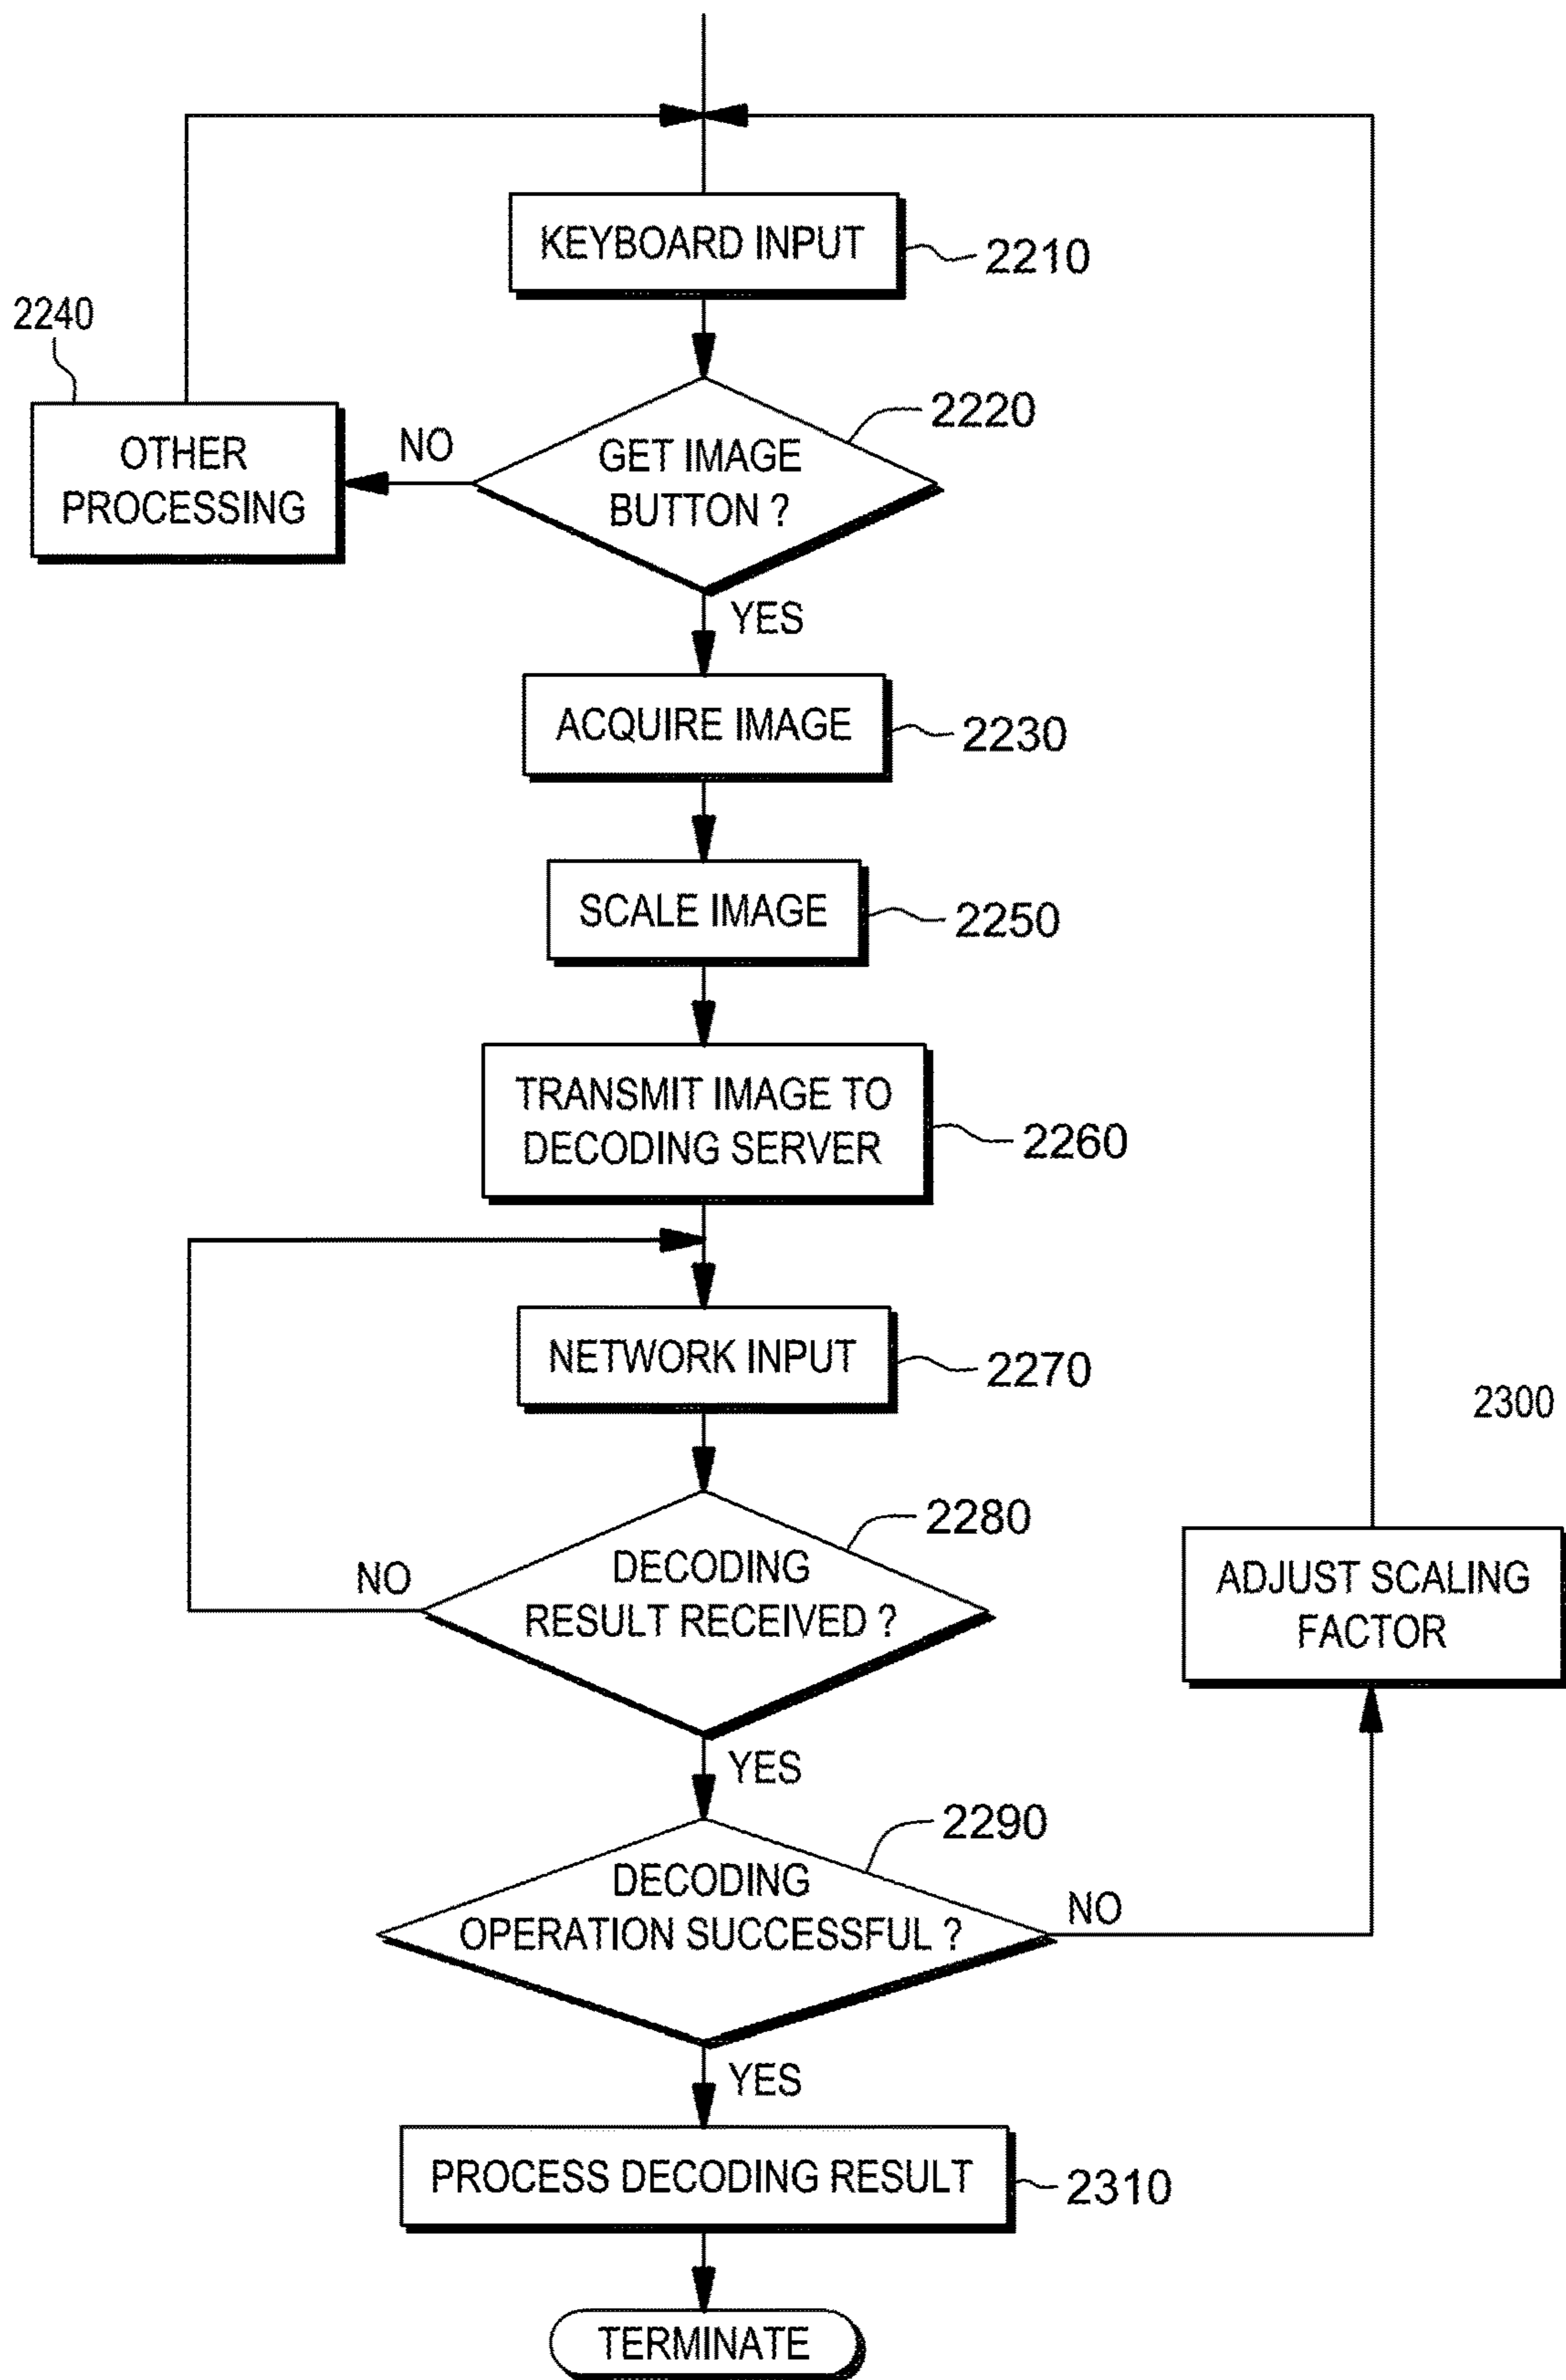 KEYBOARD INPUT
2210
2240
OTHER
PROCESSING
NO
GET IMAGE
BUTTON ?
2220
YES
ACQUIRE IMAGE
2230
SCALE IMAGE
2250
TRANSMIT IMAGE TO
DECODING SERVER
2260
NETWORK INPUT
2270
DECODING
RESULT RECEIVED ?
2280
NO
YES
2300
ADJUST SCALING
FACTOR
DECODING
OPERATION SUCCESSFUL ?
2290
NO
YES
PROCESS DECODING RESULT
2310
TERMINATE